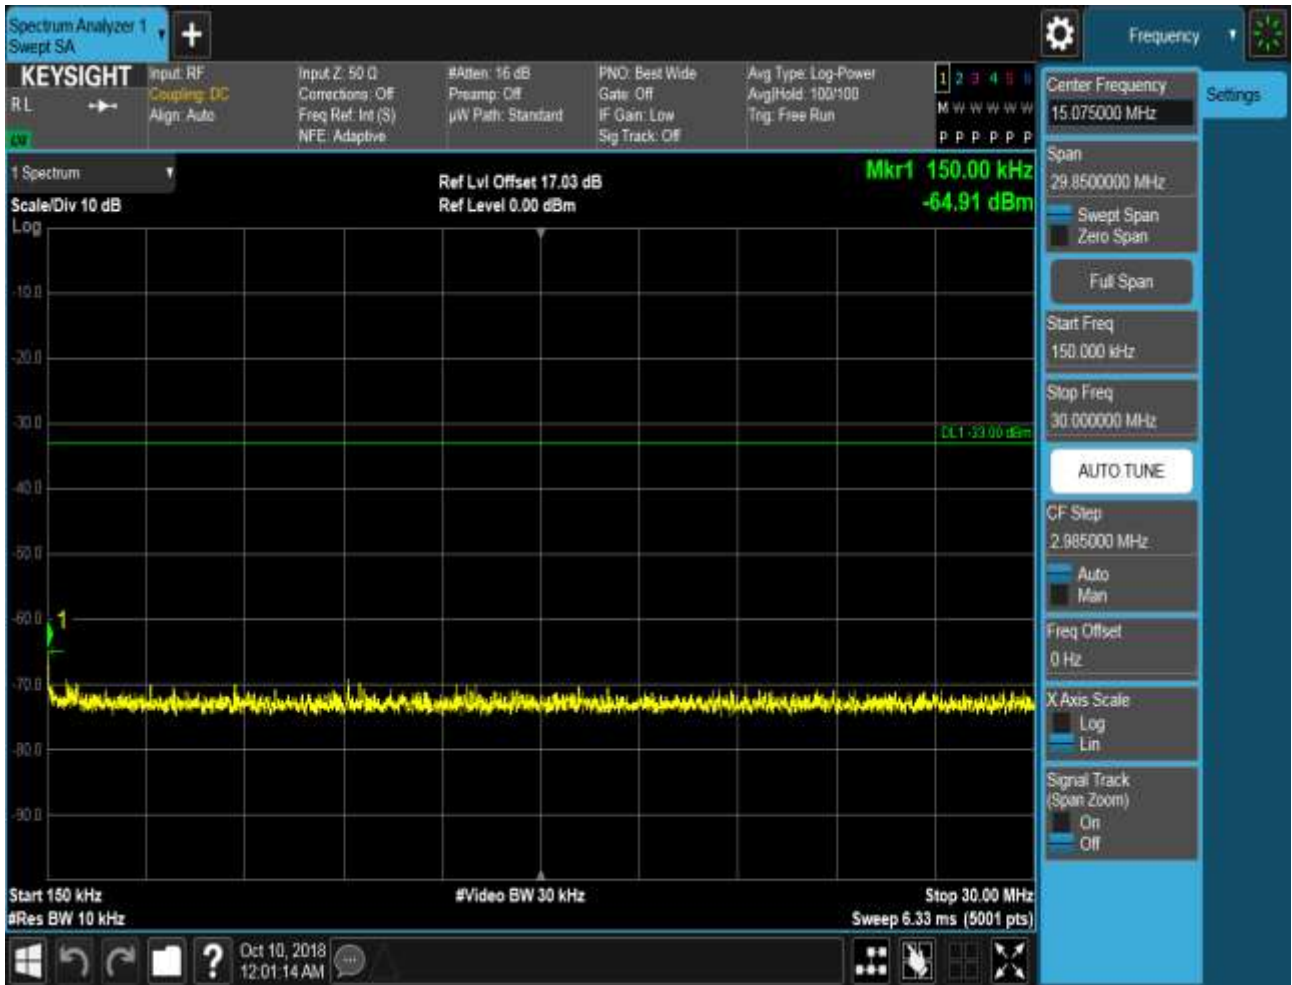 Spectrum Analyzer 1
Swept SA
Frequency
KEYSIGHT
RL
Input: RF
Coupling: DC
Align: Auto
Input Z: 50 Ω
Corrections: Off
Freq Ref: Int (S)
NFE: Adaptive
#Atten: 16 dB
Preamp: Off
µW Path: Standard
PNO: Best Wide
Gate: Off
IF Gain: Low
Sig Track: Off
Avg Type: Log-Power
Avg|Hold: 100/100
Trig: Free Run
1 2 3 4 5 6
M W W W W W
P P P P P P
1 Spectrum
Scale/Div 10 dB
Log
Ref Lvl Offset 17.03 dB
Ref Level 0.00 dBm
Mkr1 150.00 kHz
-64.91 dBm
-10.0
-20.0
-30.0
DL1 -33.00 dBm
-40.0
-50.0
-60.0
1
-70.0
-80.0
-90.0
Start 150 kHz
#Res BW 10 kHz
#Video BW 30 kHz
Stop 30.00 MHz
Sweep 6.33 ms (5001 pts)
Oct 10, 2018
12:01:14 AM
Center Frequency
15.075000 MHz
Settings
Span
29.8500000 MHz
Swept Span
Zero Span
Full Span
Start Freq
150.000 kHz
Stop Freq
30.000000 MHz
AUTO TUNE
CF Step
2.985000 MHz
Auto
Man
Freq Offset
0 Hz
X Axis Scale
Log
Lin
Signal Track
(Span Zoom)
On
Off